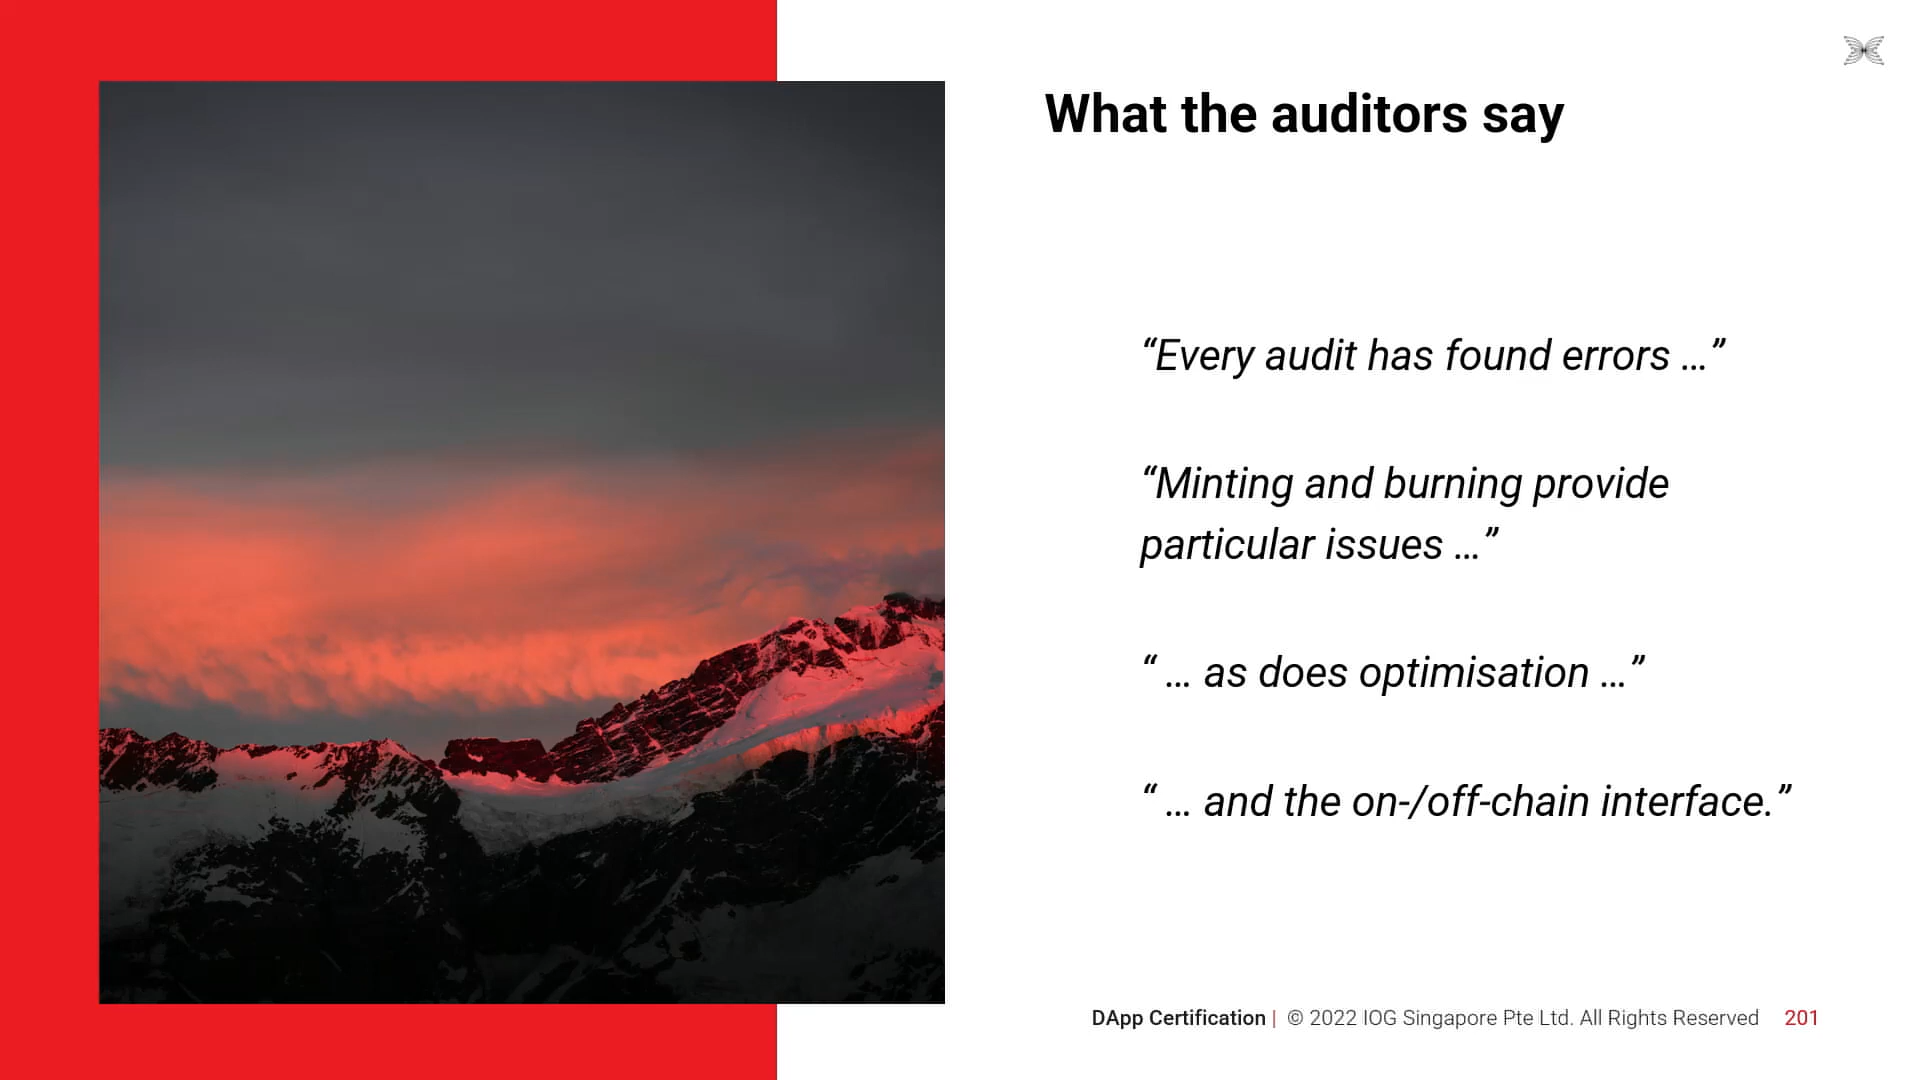 What the auditors say
“Every audit has found errors …”
“Minting and burning provide
particular issues …”
“ … as does optimisation …”
“ … and the on-/off-chain interface.”
DApp Certification | © 2022 IOG Singapore Pte Ltd. All Rights Reserved 201